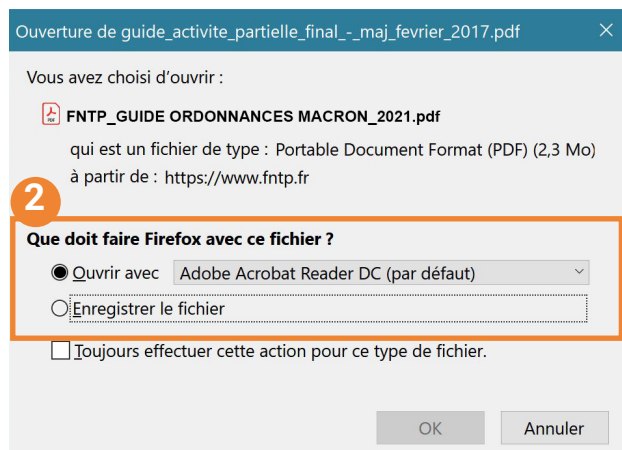 Ouverture de guide_activite_partielle_final_-_maj_fevrier_2017.pdf
Vous avez choisi d'ouvrir :
PDF
FNTP_GUIDE ORDONNANCES MACRON_2021.pdf
qui est un fichier de type : Portable Document Format (PDF) (2,3 Mo)
à partir de : https://www.fntp.fr
2
Que doit faire Firefox avec ce fichier ?
Ouvrir avec Adobe Acrobat Reader DC (par défaut)
Enregistrer le fichier
Toujours effectuer cette action pour ce type de fichier.
OK Annuler